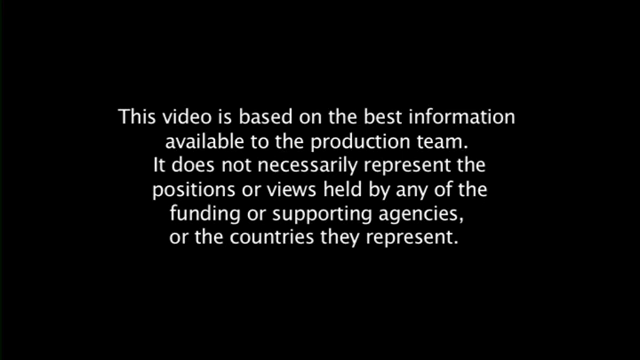 This video is based on the best information
available to the production team.
It does not necessarily represent the
positions or views held by any of the
funding or supporting agencies,
or the countries they represent.